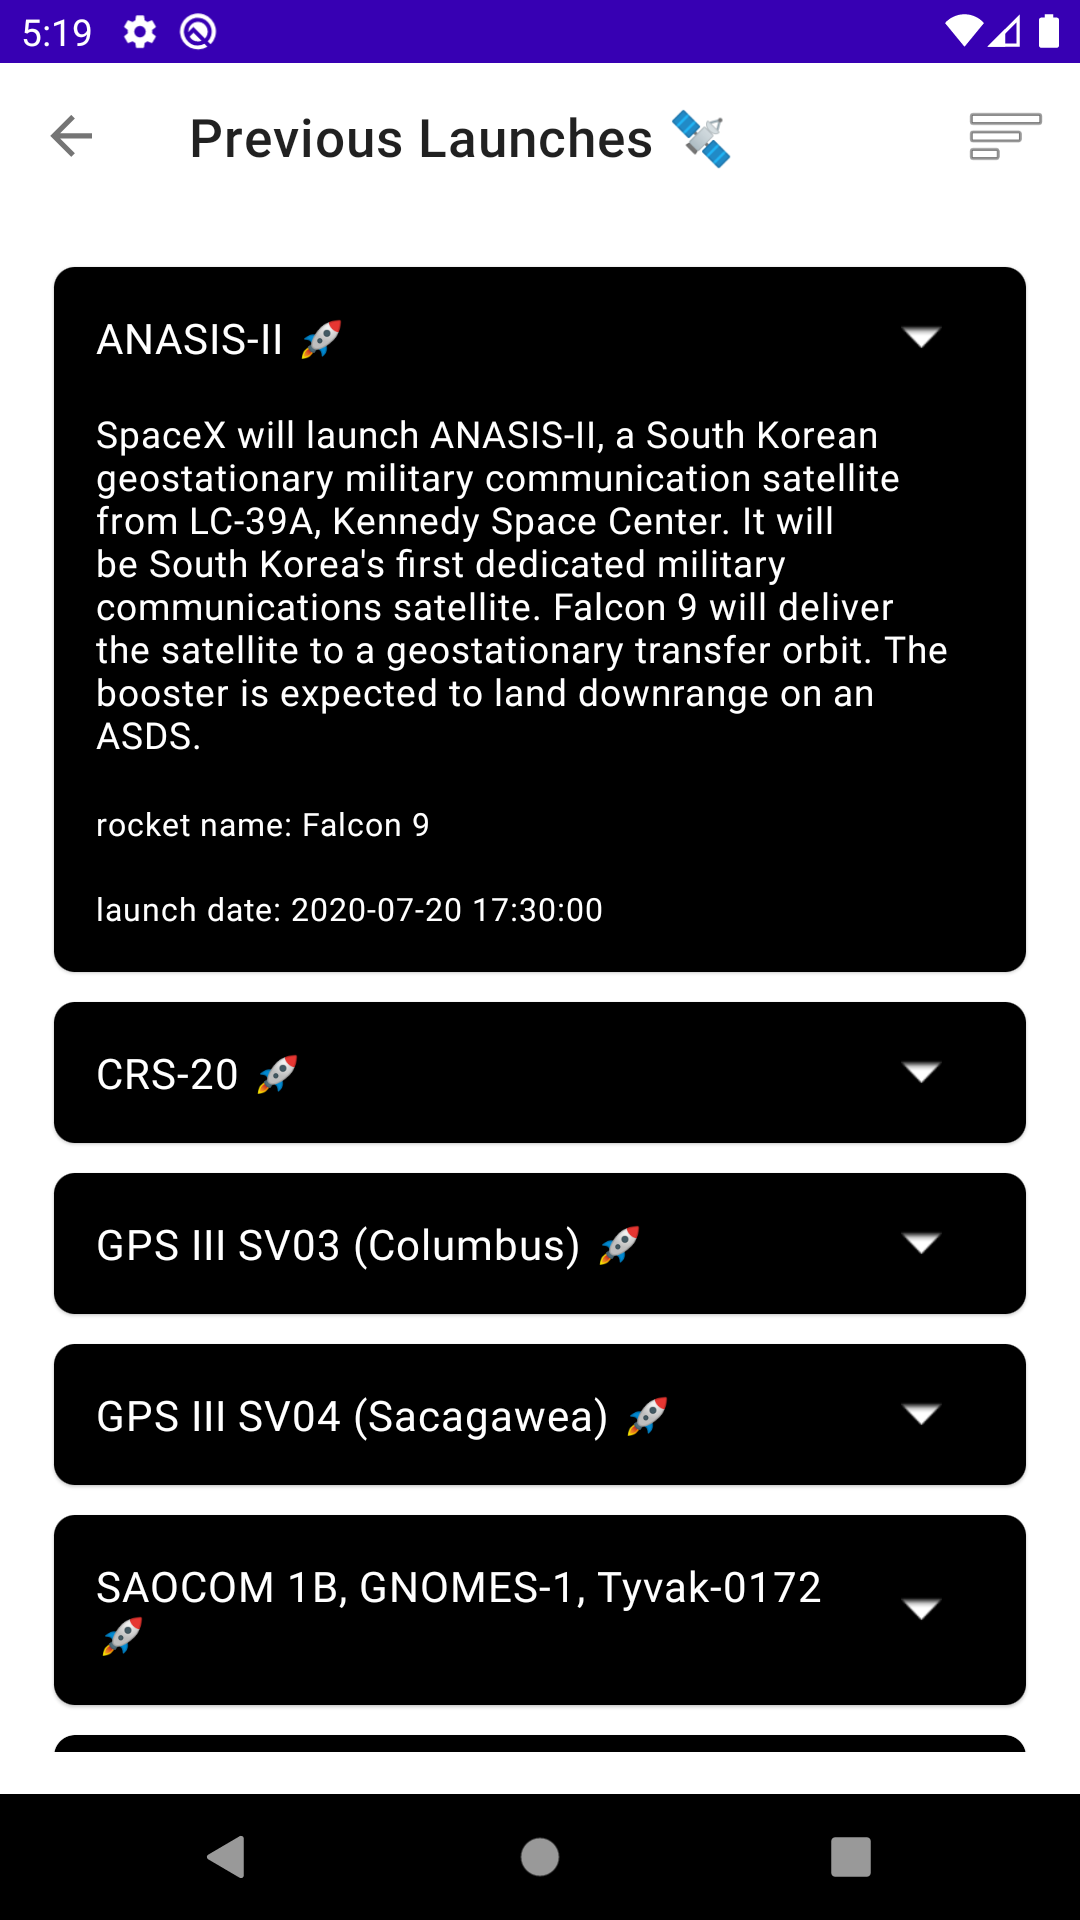 5:19
Previous Launches 🛰️
ANASIS-II 🚀
SpaceX will launch ANASIS-II, a South Korean
geostationary military communication satellite
from LC-39A, Kennedy Space Center. It will
be South Korea's first dedicated military
communications satellite. Falcon 9 will deliver
the satellite to a geostationary transfer orbit. The
booster is expected to land downrange on an
ASDS.
rocket name: Falcon 9
launch date: 2020-07-20 17:30:00
CRS-20 🚀
GPS III SV03 (Columbus) 🚀
GPS III SV04 (Sacagawea) 🚀
SAOCOM 1B, GNOMES-1, Tyvak-0172
🚀